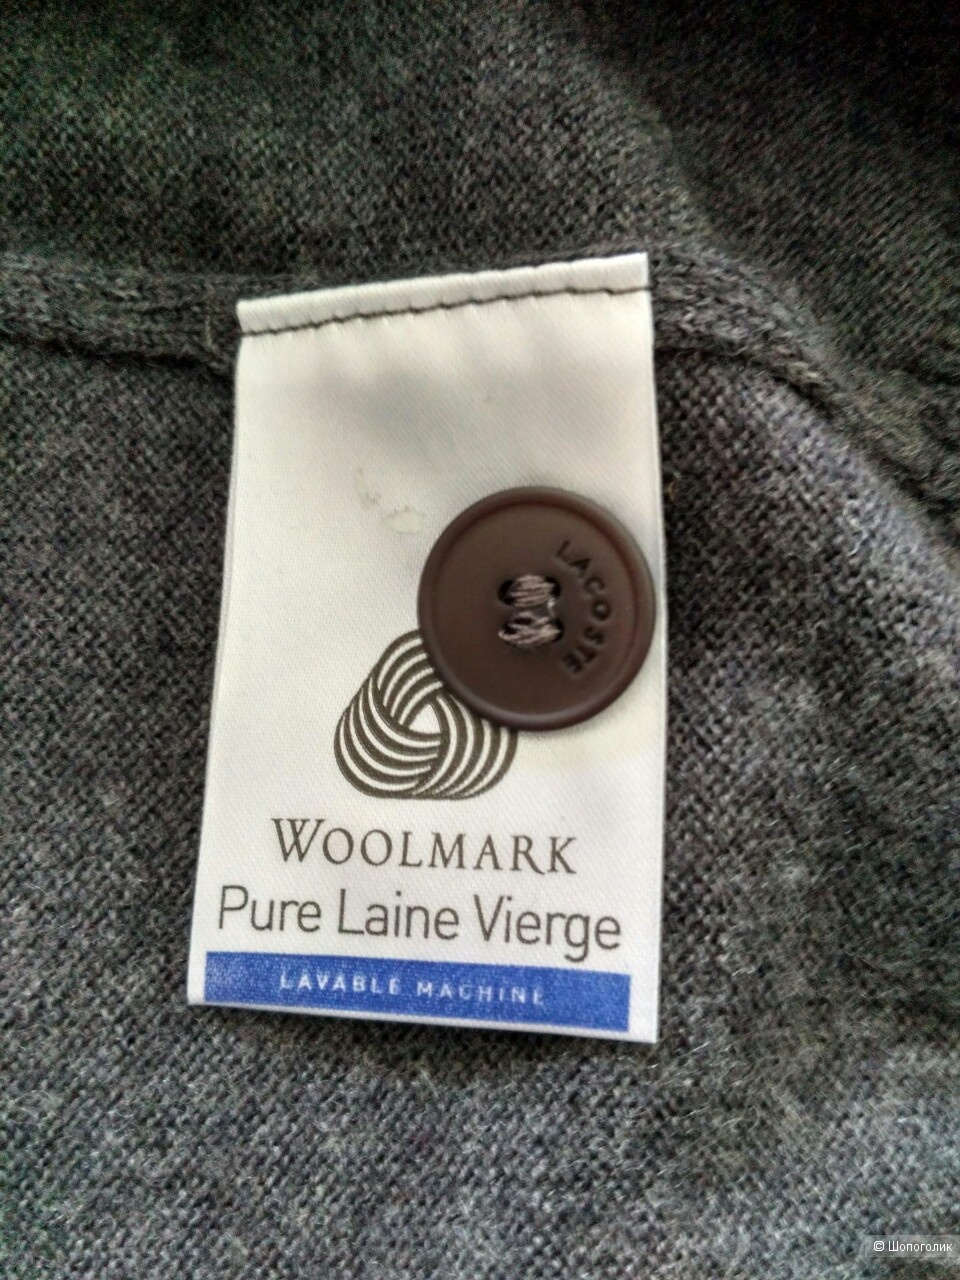 LACOSTE
WOOLMARK
Pure Laine Vierge
LAVABLE MACHINE
© Шопоголик